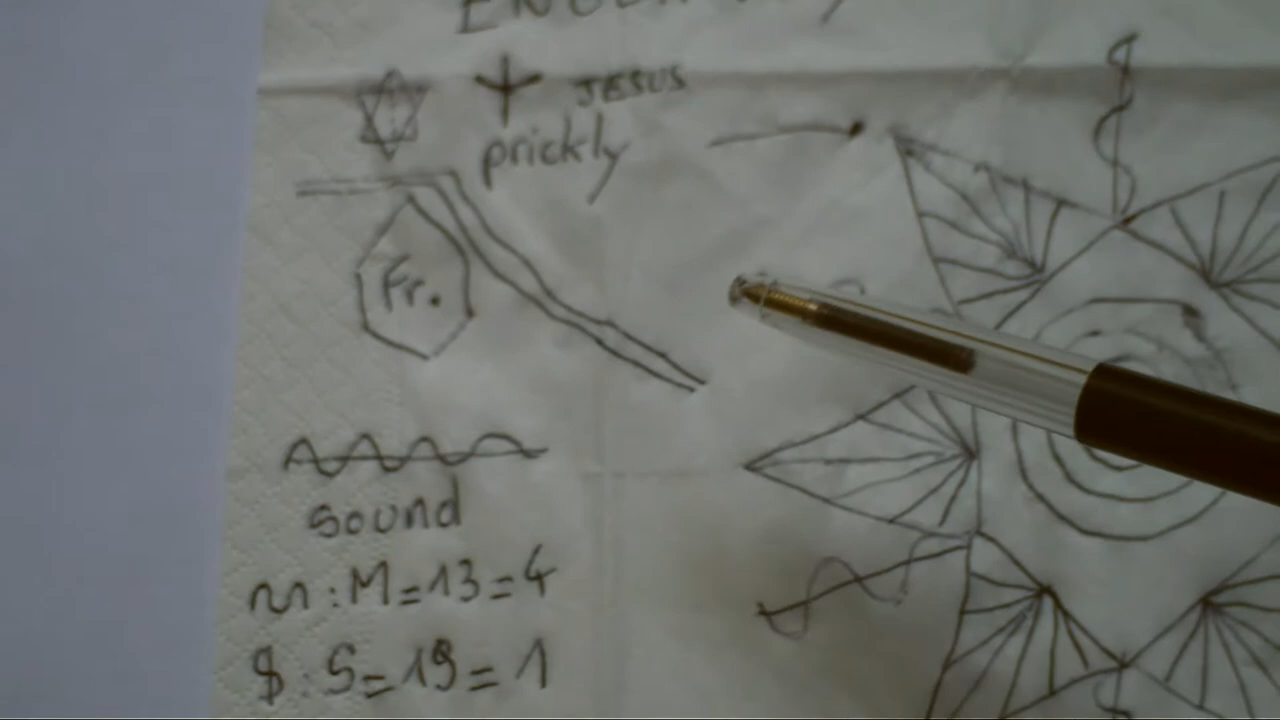 JESUS
prickly
Fr.
sound
: M=13=4
$ : S=19=1